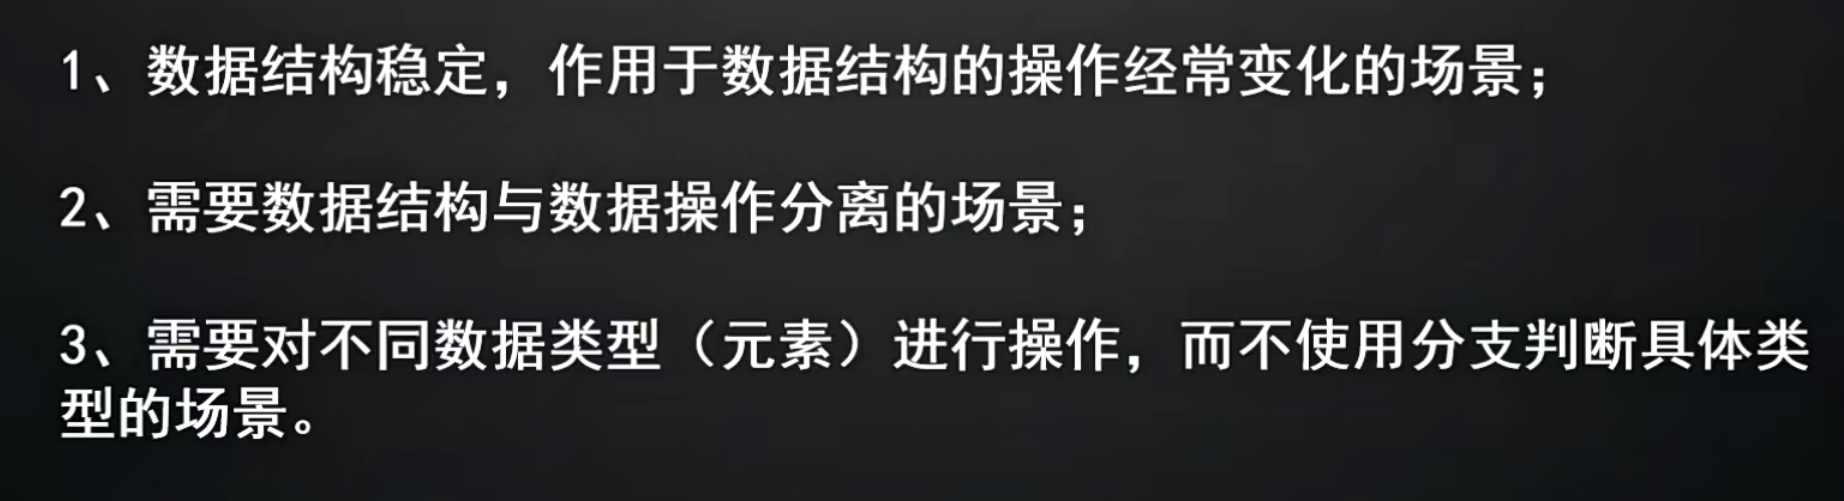 1、数据结构稳定，作用于数据结构的操作经常变化的场景；
2、需要数据结构与数据操作分离的场景；
3、需要对不同数据类型（元素）进行操作，而不使用分支判断具体类
型的场景。